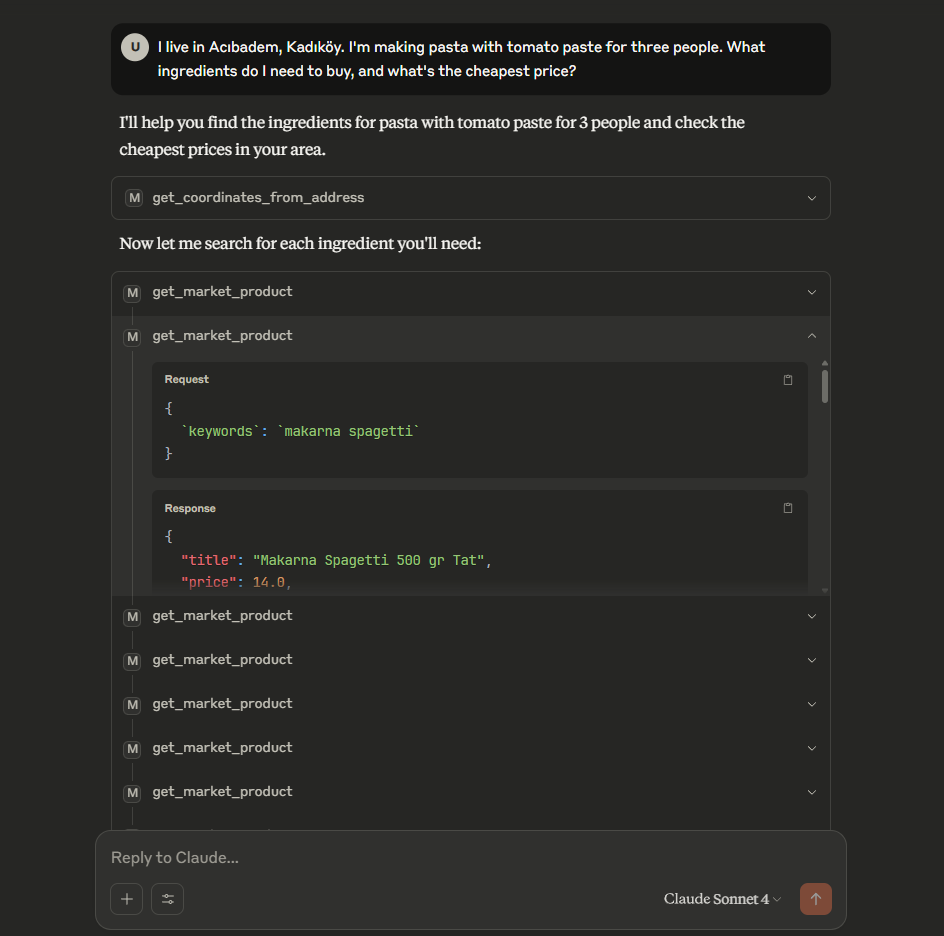 U
I live in Acıbadem, Kadıköy. I'm making pasta with tomato paste for three people. What
ingredients do I need to buy, and what's the cheapest price?
I'll help you find the ingredients for pasta with tomato paste for 3 people and check the
cheapest prices in your area.
M get_coordinates_from_address
Now let me search for each ingredient you'll need:
M get_market_product
M get_market_product
Request
{
`keywords`: `makarna spagetti`
}
Response
{
"title": "Makarna Spagetti 500 gr Tat",
"price": 14.0,
M get_market_product
M get_market_product
M get_market_product
M get_market_product
M get_market_product
Reply to Claude...
Claude Sonnet 4